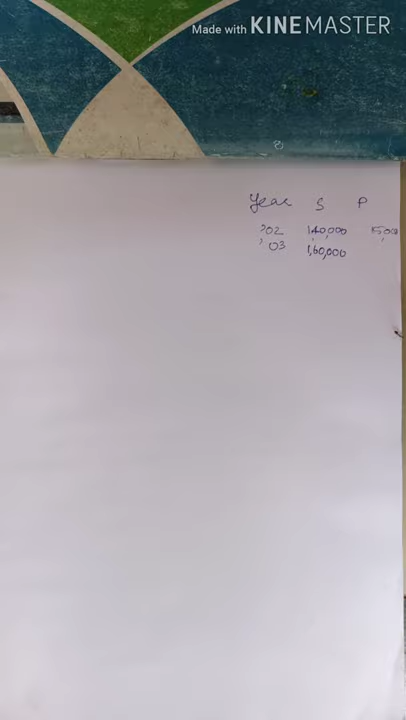 Made with KINEMASTER
Year S P
'02 1,40,000
'03 1,60,000